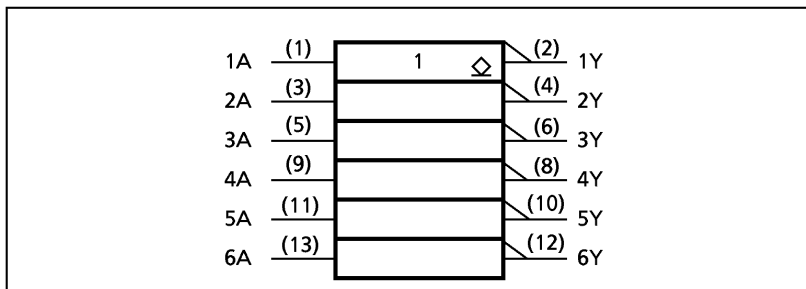 1A (1) 1 (2) 1Y
2A (3) (4) 2Y
3A (5) (6) 3Y
4A (9) (8) 4Y
5A (11) (10) 5Y
6A (13) (12) 6Y